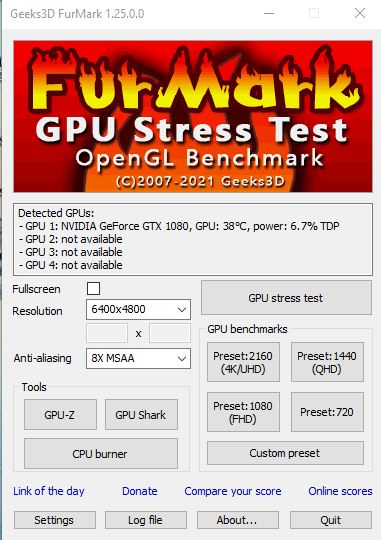 Geeks3D FurMark 1.25.0.0
FurMark
GPU Stress Test
OpenGL Benchmark
(C)2007-2021 Geeks3D
Detected GPUs:
- GPU 1: NVIDIA GeForce GTX 1080, GPU: 38°C, power: 6.7% TDP
- GPU 2: not available
- GPU 3: not available
- GPU 4: not available
Fullscreen
GPU stress test
Resolution
6400x4800
x
Anti-aliasing
8X MSAA
GPU benchmarks
Preset:2160
(4K/UHD)
Preset:1440
(QHD)
Preset:1080
(FHD)
Preset:720
Custom preset
Tools
GPU-Z
GPU Shark
CPU burner
Link of the day
Donate
Compare your score
Online scores
Settings
Log file
About...
Quit